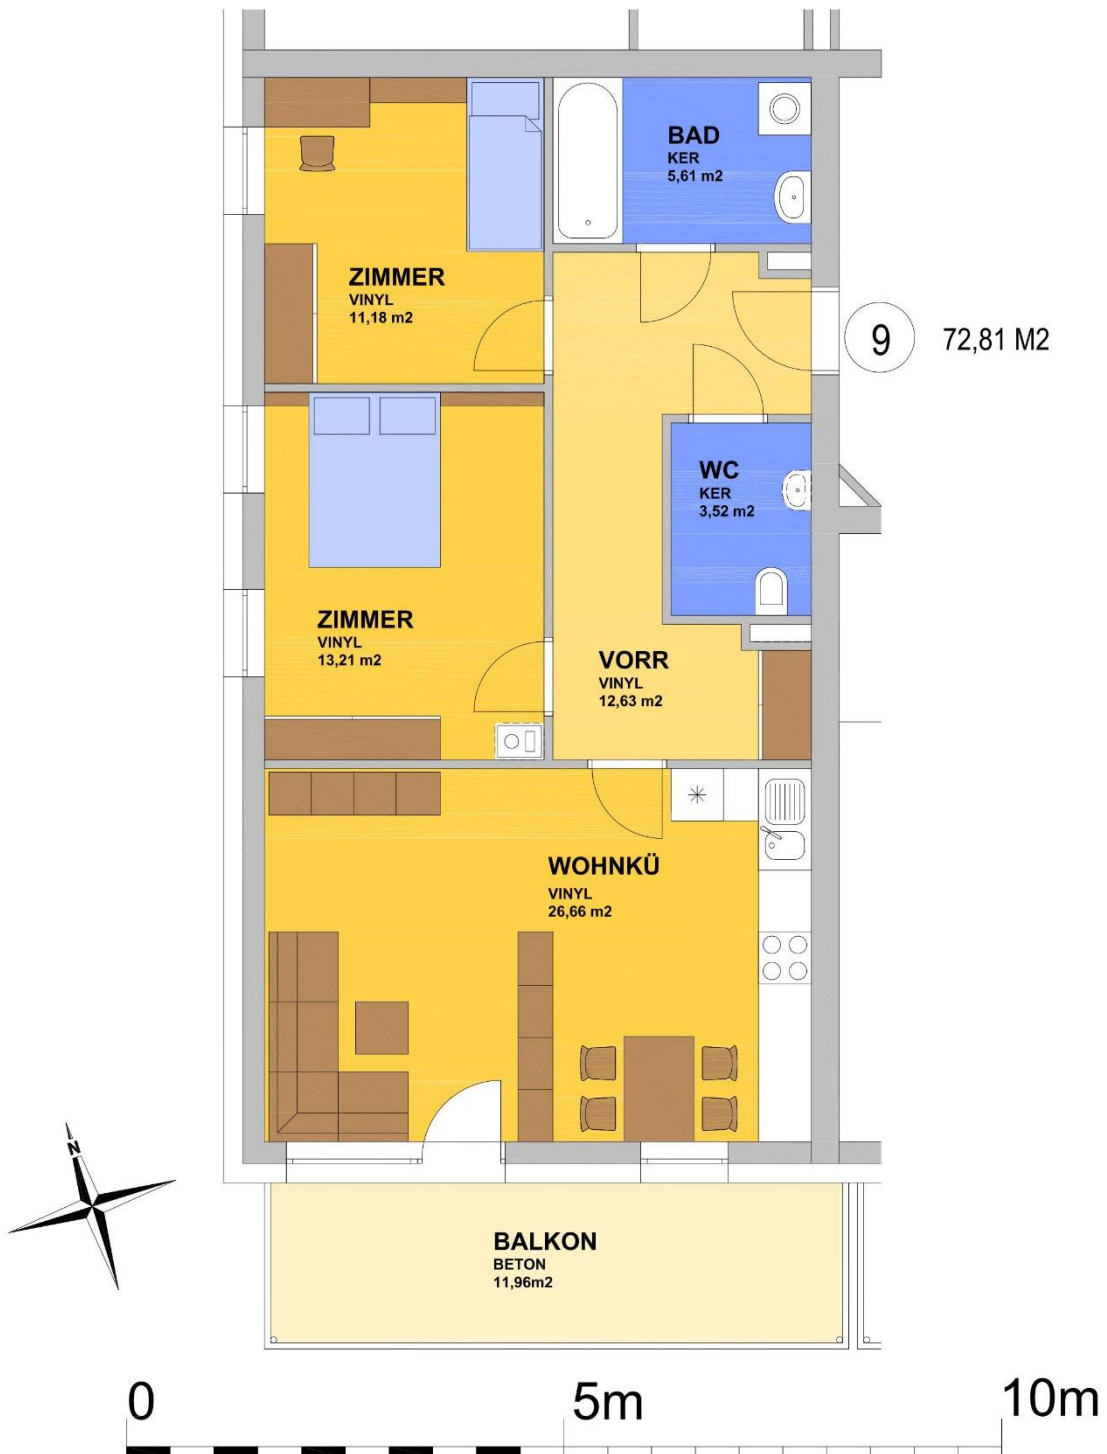 BAD
KER
5,61 m2
ZIMMER
VINYL
11,18 m2
9
72,81 M2
WC
KER
3,52 m2
ZIMMER
VINYL
13,21 m2
VORR
VINYL
12,63 m2
WOHNKÜ
VINYL
26,66 m2
N
BALKON
BETON
11,96m2
0
5m
10m